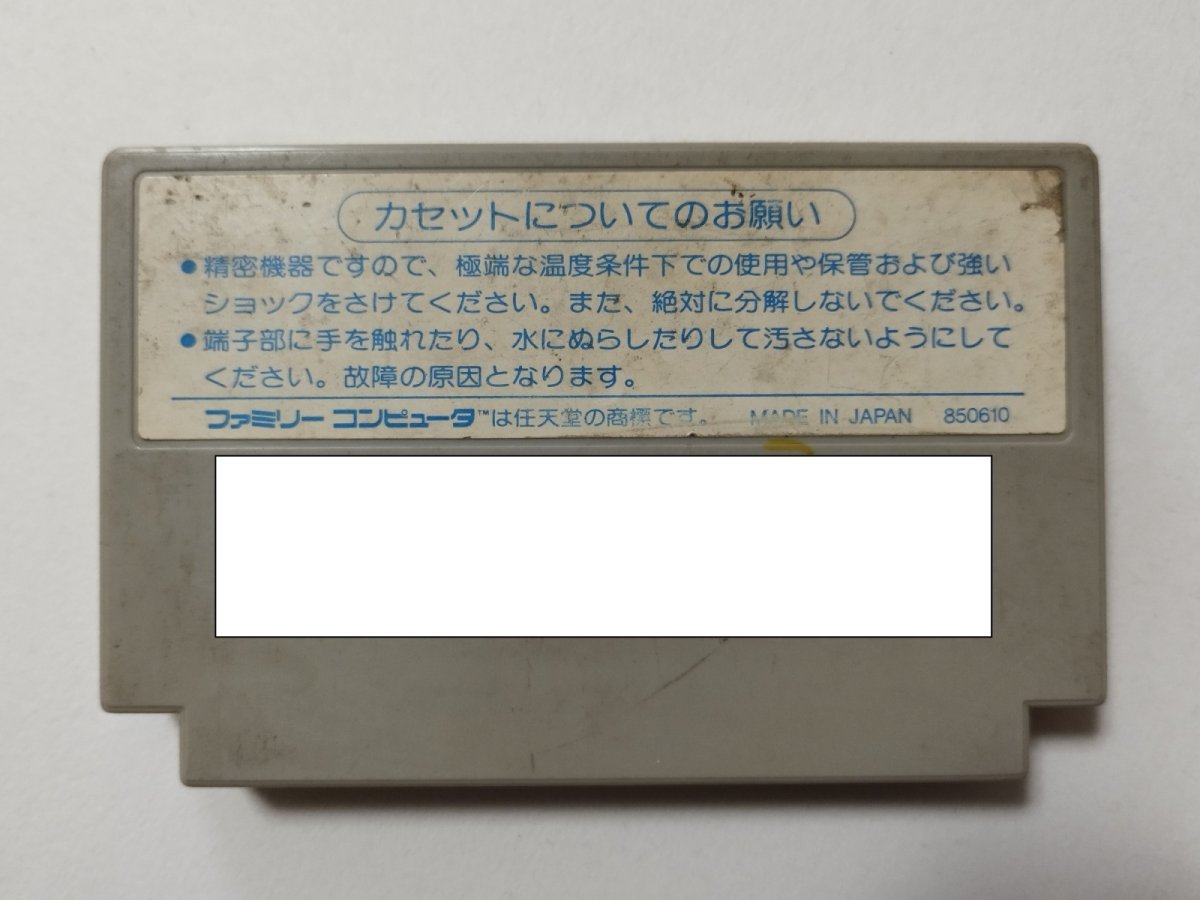 カセットについてのお願い
●精密機器ですので、極端な温度条件下での使用や保管および強い
ショックをさけてください。また、絶対に分解しないでください。
●端子部に手を触れたり、水にぬらしたりして汚さないようにして
ください。故障の原因となります。
ファミリー コンピュータ™は任天堂の商標です。 MADE IN JAPAN 850610